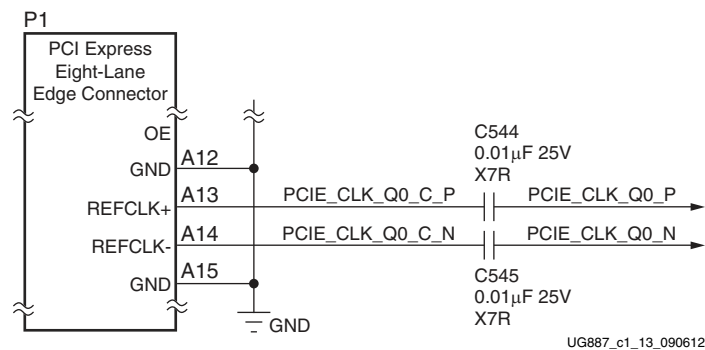 P1
PCI Express
Eight-Lane
Edge Connector
OE
GND
A12
REFCLK+
A13
PCIE_CLK_Q0_C_P
C544
0.01µF 25V
X7R
PCIE_CLK_Q0_P
REFCLK-
A14
PCIE_CLK_Q0_C_N
PCIE_CLK_Q0_N
GND
A15
C545
0.01µF 25V
X7R
GND
UG887_c1_13_090612